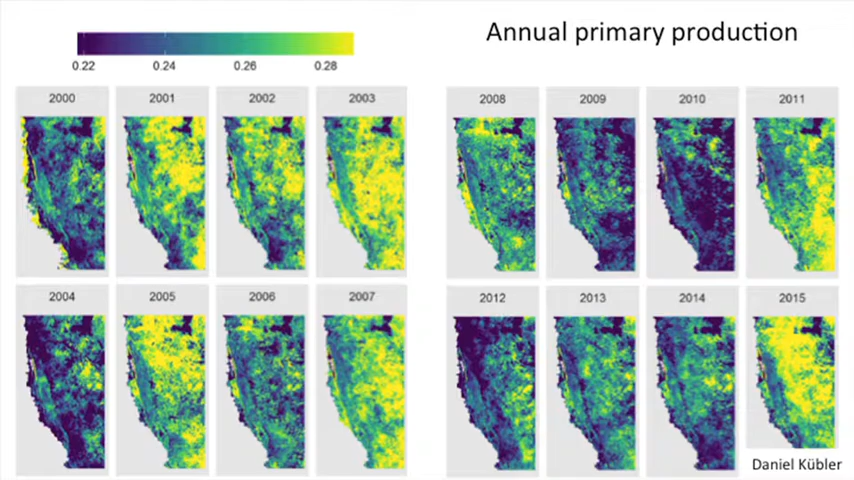 Annual primary production
0.22 0.24 0.26 0.28
2000 2001 2002 2003
2008 2009 2010 2011
2004 2005 2006 2007
2012 2013 2014 2015
Daniel Kübler